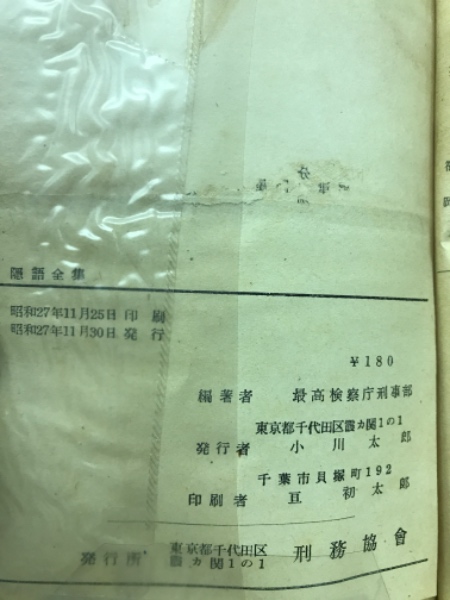 隠語全集
昭和27年11月25日 印刷
昭和27年11月30日 発行
¥180
編著者 最高検察庁刑事部
東京都千代田区霞カ関1の1
発行者 小川太郎
千葉市貝塚町192
印刷者 亘 初太郎
東京都千代田区
霞カ関1の1
発行所 刑務協會